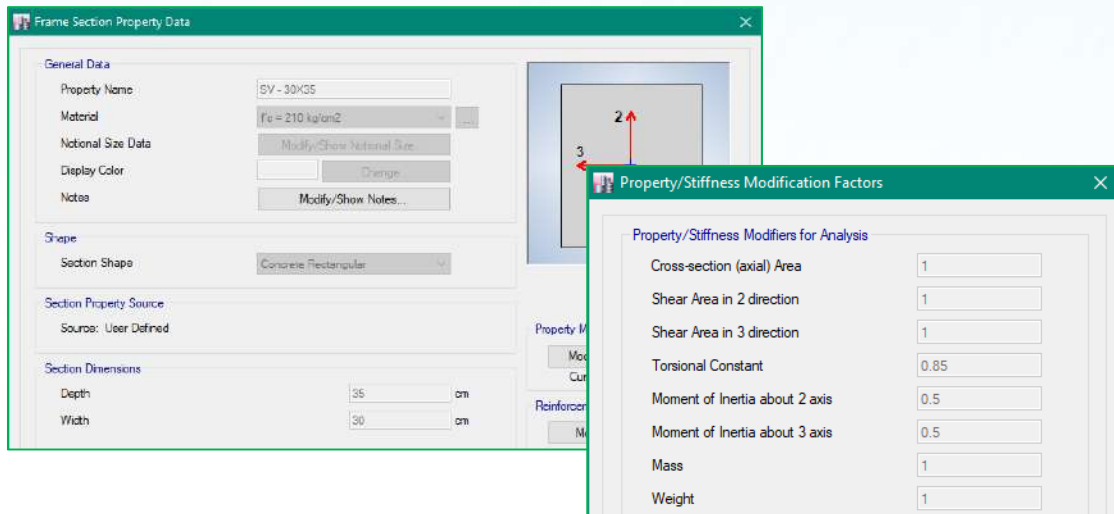 Frame Section Property Data
General Data
Property Name SV - 30X35
Material f'c = 210 kg/cm2 ...
Notional Size Data Modify/Show Notional Size...
Display Color Change...
Notes Modify/Show Notes...
Shape
Section Shape Concrete Rectangular
Section Property Source
Source: User Defined
Section Dimensions
Depth 35 cm
Width 30 cm
2
3
Property M
Mod
Cur
Reinforcer
M
Property/Stiffness Modification Factors
Property/Stiffness Modifiers for Analysis
Cross-section (axial) Area 1
Shear Area in 2 direction 1
Shear Area in 3 direction 1
Torsional Constant 0.85
Moment of Inertia about 2 axis 0.5
Moment of Inertia about 3 axis 0.5
Mass 1
Weight 1